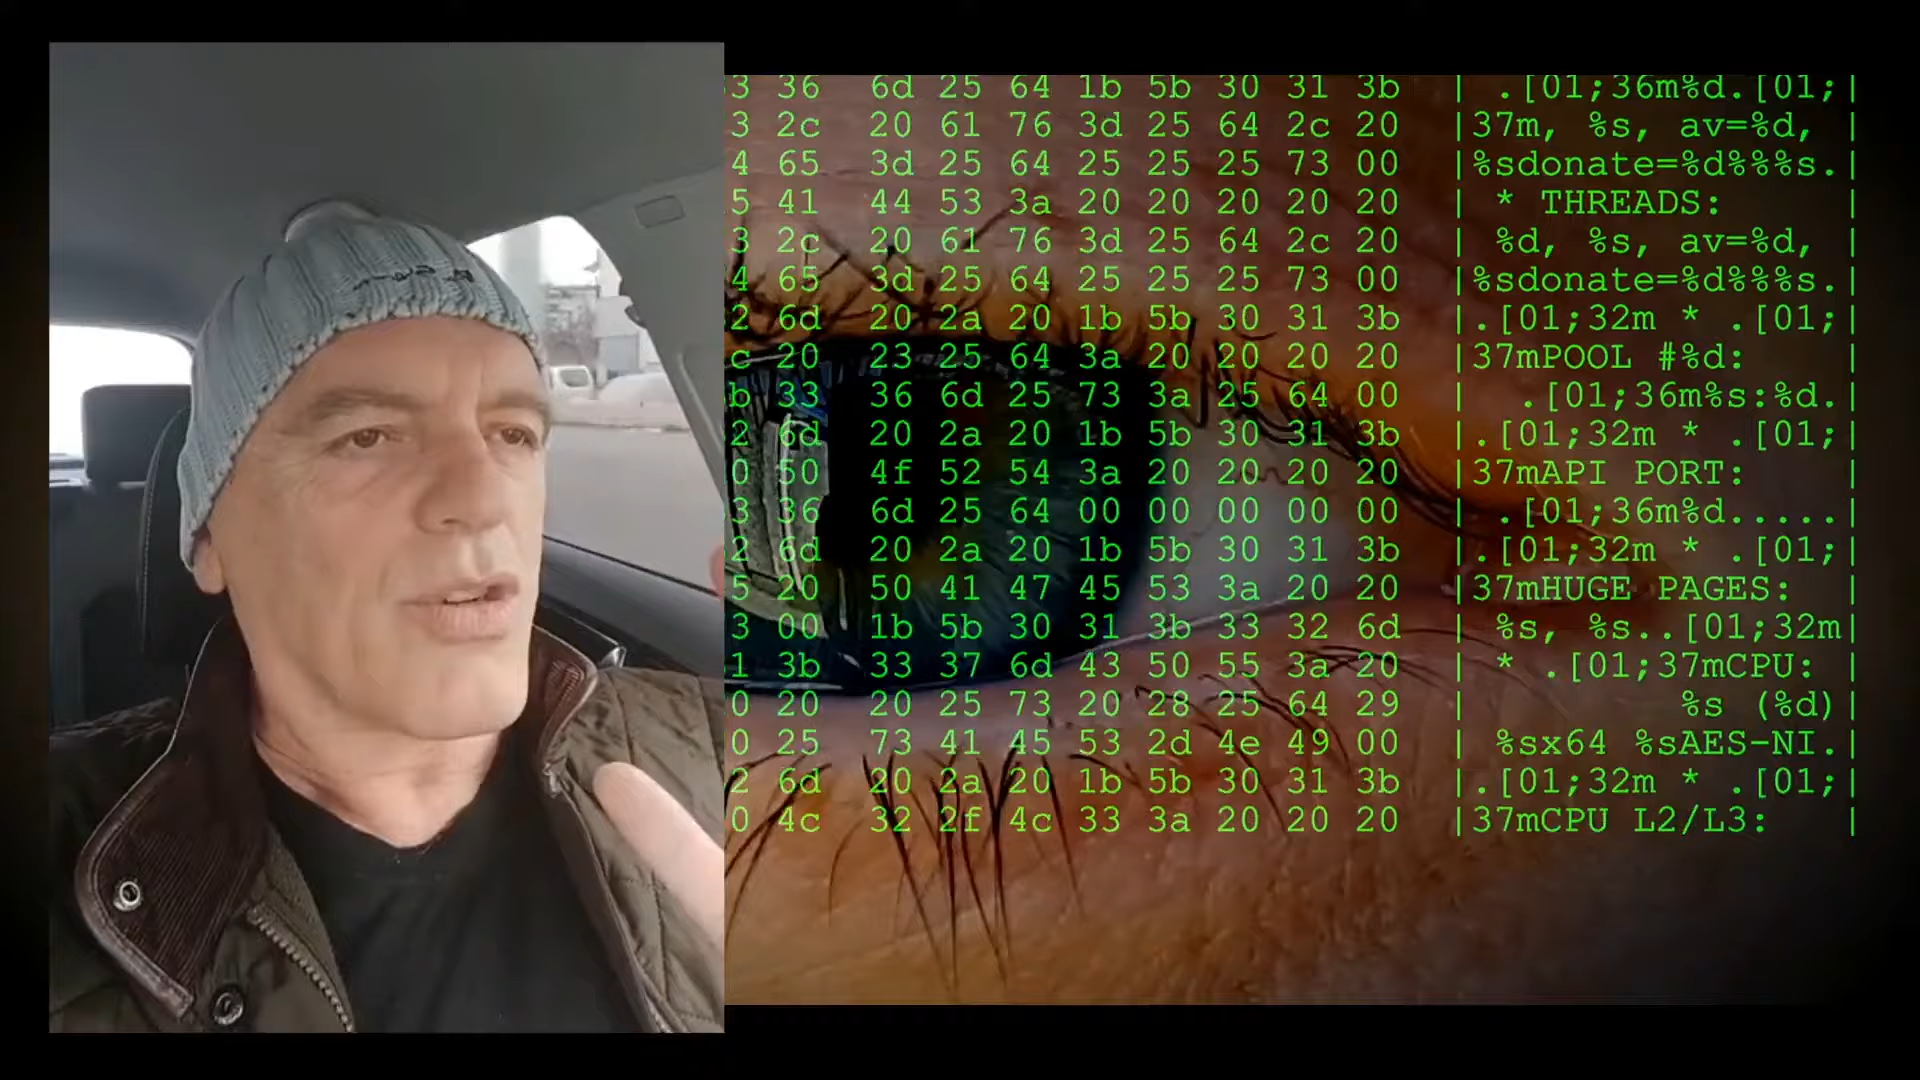 3 36 6d 25 64 1b 5b 30 31 3b | .[01;36m%d.[01;|
3 2c 20 61 76 3d 25 64 2c 20 |37m, %s, av=%d, |
4 65 3d 25 64 25 25 25 73 00 |%sdonate=%d%%%s.|
5 41 44 53 3a 20 20 20 20 20 | * THREADS: |
3 2c 20 61 76 3d 25 64 2c 20 | %d, %s, av=%d, |
4 65 3d 25 64 25 25 25 73 00 |%sdonate=%d%%%s.|
2 6d 20 2a 20 1b 5b 30 31 3b |.[01;32m * .[01;|
c 20 23 25 64 3a 20 20 20 20 |37mPOOL #%d: |
b 33 36 6d 25 73 3a 25 64 00 | .[01;36m%s:%d.|
2 6d 20 2a 20 1b 5b 30 31 3b |.[01;32m * .[01;|
0 50 4f 52 54 3a 20 20 20 20 |37mAPI PORT: |
3 36 6d 25 64 00 00 00 00 00 | .[01;36m%d.....|
2 6d 20 2a 20 1b 5b 30 31 3b |.[01;32m * .[01;|
5 20 50 41 47 45 53 3a 20 20 |37mHUGE PAGES: |
3 00 1b 5b 30 31 3b 33 32 6d | %s, %s..[01;32m|
1 3b 33 37 6d 43 50 55 3a 20 | * .[01;37mCPU: |
0 20 20 25 73 20 28 25 64 29 | %s (%d)|
0 25 73 41 45 53 2d 4e 49 00 | %sx64 %sAES-NI.|
2 6d 20 2a 20 1b 5b 30 31 3b |.[01;32m * .[01;|
0 4c 32 2f 4c 33 3a 20 20 20 |37mCPU L2/L3: |